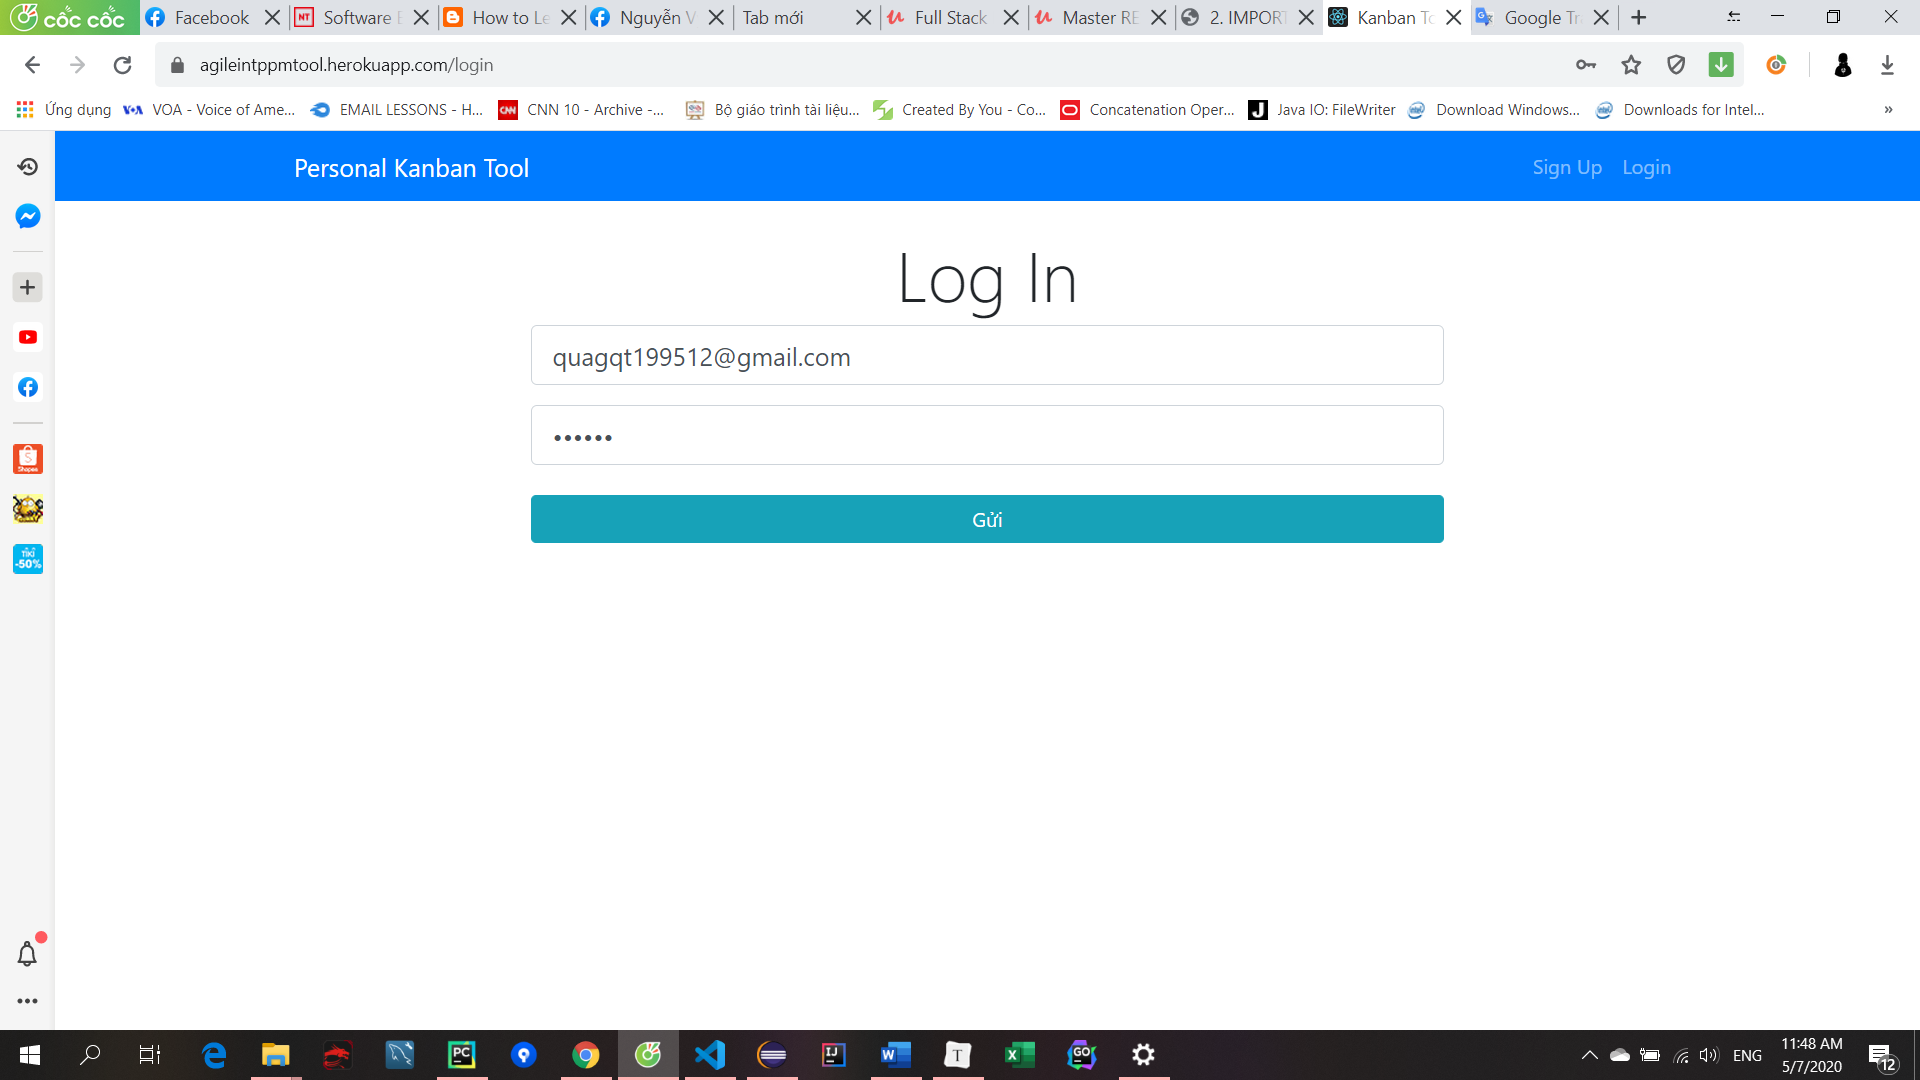 cốc cốc
Facebook
Software E
How to Le
Nguyễn V
Tab mới
Full Stack
Master RE
2. IMPORT
Kanban To
Google Tra
agileintppmtool.herokuapp.com/login
Ứng dụng
VOA - Voice of Ame...
EMAIL LESSONS - H...
CNN 10 - Archive -...
Bộ giáo trình tài liệu...
Created By You - Co...
Concatenation Oper...
Java IO: FileWriter
Download Windows...
Downloads for Intel...
»
Personal Kanban Tool
Sign Up
Login
Log In
quagqt199512@gmail.com
••••••
Gửi
Shopee
TIKI
-50%
ENG
11:48 AM
5/7/2020
12